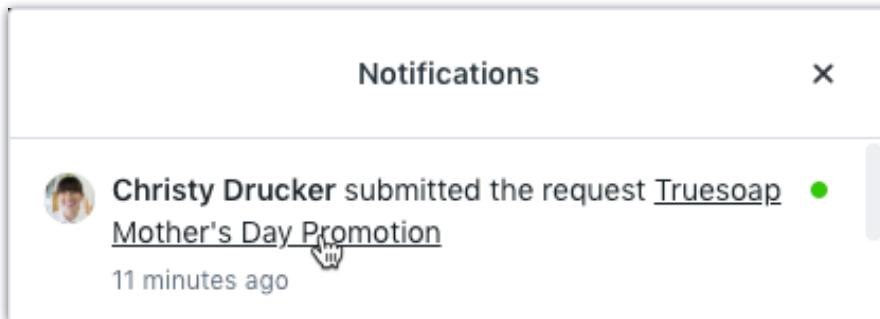 Notifications
Christy Drucker submitted the request Truesoap
Mother's Day Promotion
11 minutes ago